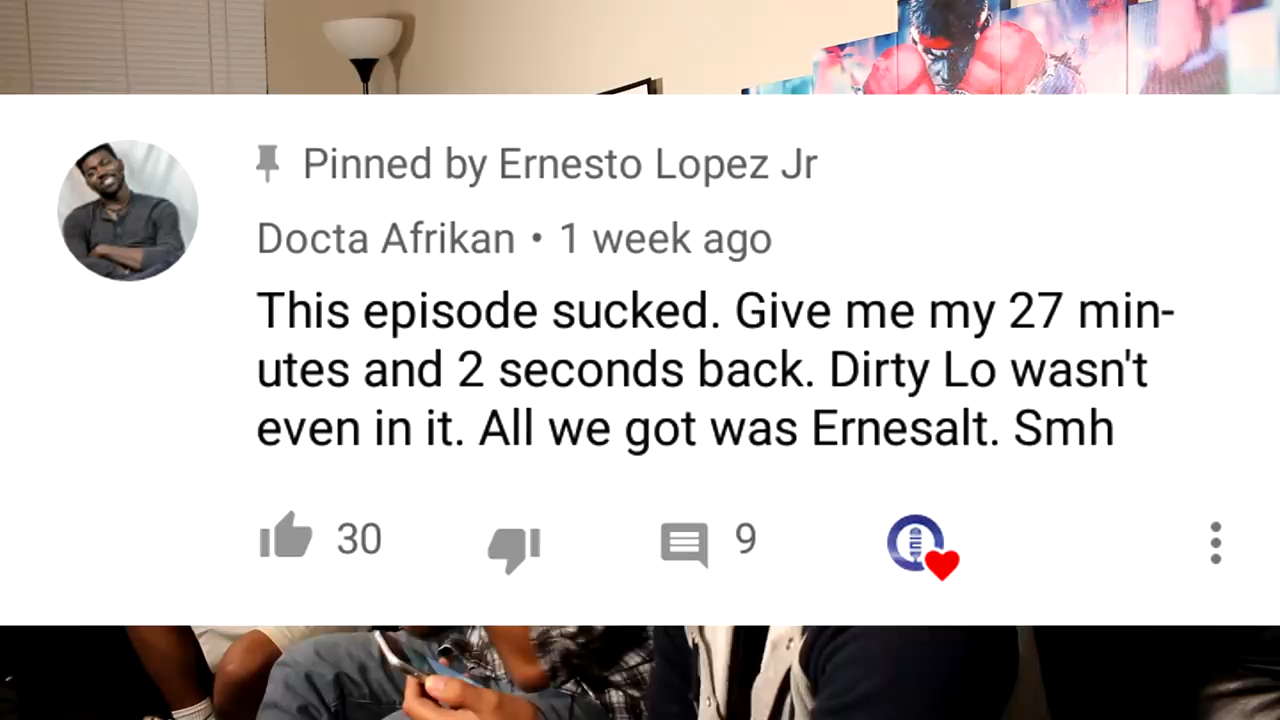 Pinned by Ernesto Lopez Jr
Docta Afrikan • 1 week ago
This episode sucked. Give me my 27 min-
utes and 2 seconds back. Dirty Lo wasn't
even in it. All we got was Ernesalt. Smh
30 9